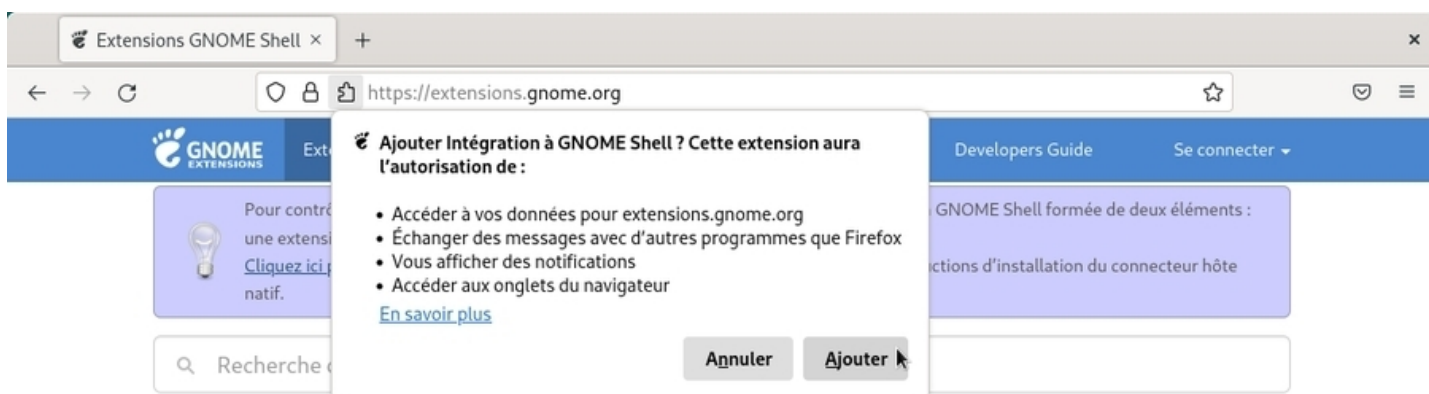 Extensions GNOME Shell
https://extensions.gnome.org
GNOME
EXTENSIONS
Developers Guide
Se connecter
Ajouter Intégration à GNOME Shell ? Cette extension aura
l'autorisation de :
• Accéder à vos données pour extensions.gnome.org
• Échanger des messages avec d'autres programmes que Firefox
• Vous afficher des notifications
• Accéder aux onglets du navigateur
En savoir plus
Annuler
Ajouter
Pour
GNOME Shell formée de deux éléments :
une
Cliquez ici
d'installation du connecteur hôte
natif.
Recherche